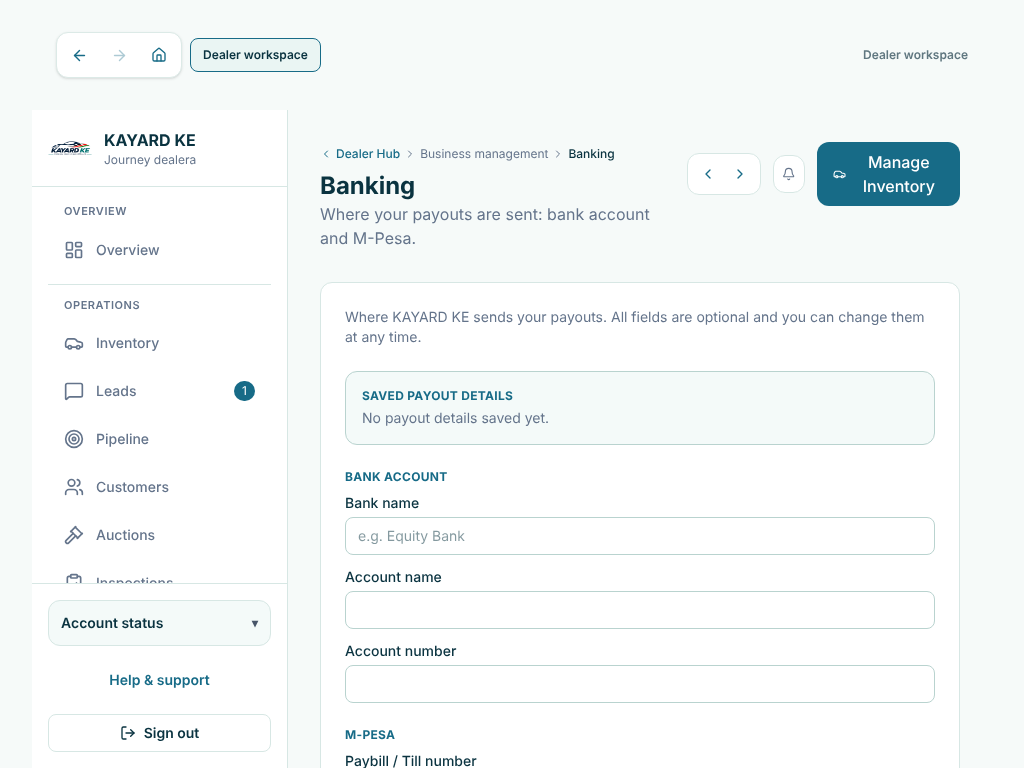 Dealer workspace
Dealer workspace
KAYARD KE
KAYARD KE
Journey dealera
OVERVIEW
Overview
OPERATIONS
Inventory
Leads
1
Pipeline
Customers
Auctions
Inspections
Account status
Help & support
Sign out
Dealer Hub
Business management
Banking
Banking
Where your payouts are sent: bank account
and M-Pesa.
Manage
Inventory
Where KAYARD KE sends your payouts. All fields are optional and you can change them
at any time.
SAVED PAYOUT DETAILS
No payout details saved yet.
BANK ACCOUNT
Bank name
e.g. Equity Bank
Account name
Account number
M-PESA
Paybill / Till number